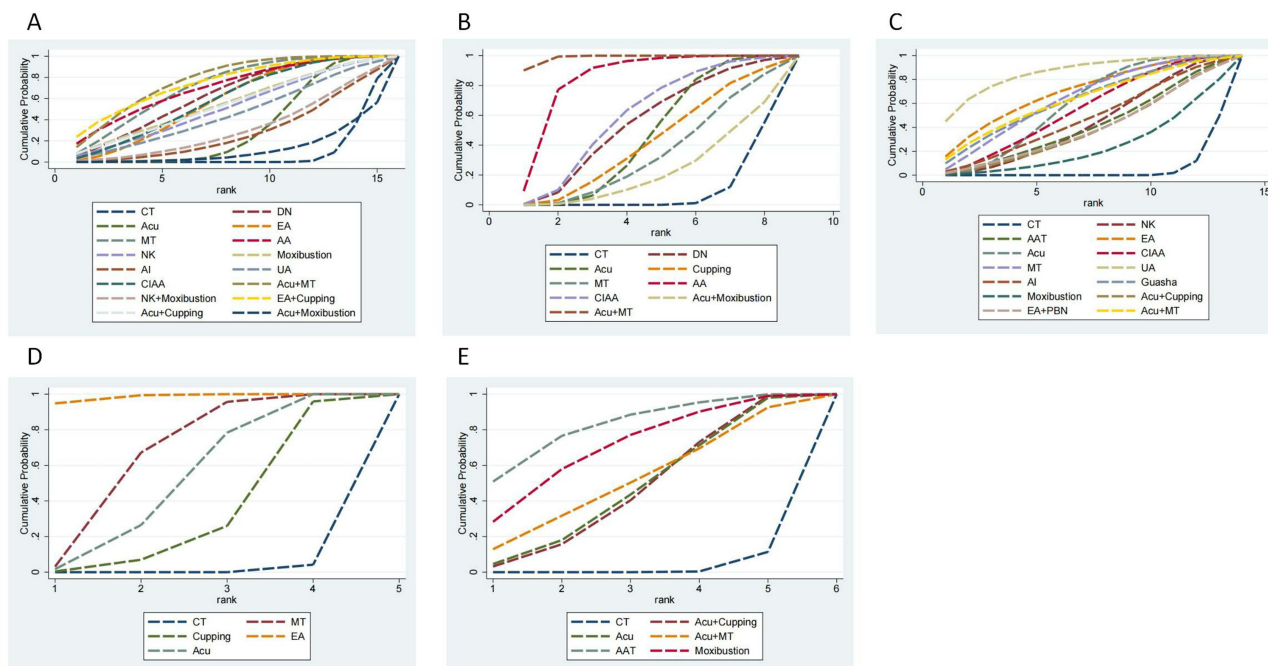 A
Cumulative Probability
1
.8
.6
.4
.2
0
0 5 10 15
rank
CT DN
Acu EA
MT AA
NK Moxibustion
AI UA
CIAA Acu+MT
NK+Moxibustion EA+Cupping
Acu+Cupping Acu+Moxibustion
B
Cumulative Probability
1
.8
.6
.4
.2
0
0 2 4 6 8 10
rank
CT DN
Acu Cupping
MT AA
CIAA Acu+Moxibustion
Acu+MT
C
Cumulative Probability
1
.8
.6
.4
.2
0
0 5 10 15
rank
CT NK
AAT EA
Acu CIAA
MT UA
AI Guasha
Moxibustion Acu+Cupping
EA+PBN Acu+MT
D
Cumulative Probability
1
.8
.6
.4
.2
0
1 2 3 4 5
rank
CT MT
Cupping EA
Acu
E
Cumulative Probability
1
.8
.6
.4
.2
0
1 2 3 4 5 6
rank
CT Acu+Cupping
Acu Acu+MT
AAT Moxibustion